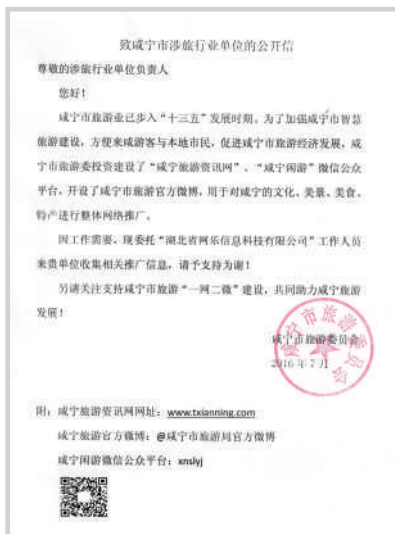 致咸宁市涉旅行业单位的公开信
尊敬的涉旅行业单位负责人
您好！
咸宁市旅游业已步入“十三五”发展时期。为了加强咸宁市智慧
旅游建设，方便来咸游客与本地市民，促进咸宁市旅游经济发展，咸
宁市旅游委投资建设了“咸宁旅游资讯网”、“咸宁闲游”微信公众
平台，开设了咸宁市旅游官方微博，用于对咸宁的文化、美景、美食、
特产进行整体网络推广。
因工作需要，现委托“湖北省网乐信息科技有限公司”工作人员
来贵单位收集相关推广信息，请予支持为谢！
另请关注支持咸宁市旅游“一网二微”建设，共同助力咸宁旅游
发展！
咸宁市旅游委员会
2016年7月
咸宁市旅游委员会
附：咸宁旅游资讯网网址：www.txianning.com
咸宁旅游官方微博：@咸宁市旅游局官方微博
咸宁闲游微信公众平台：xnslyj